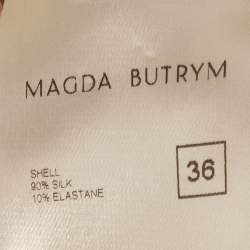 MAGDA BUTRYM
SHELL
90% SILK
10% ELASTANE
36